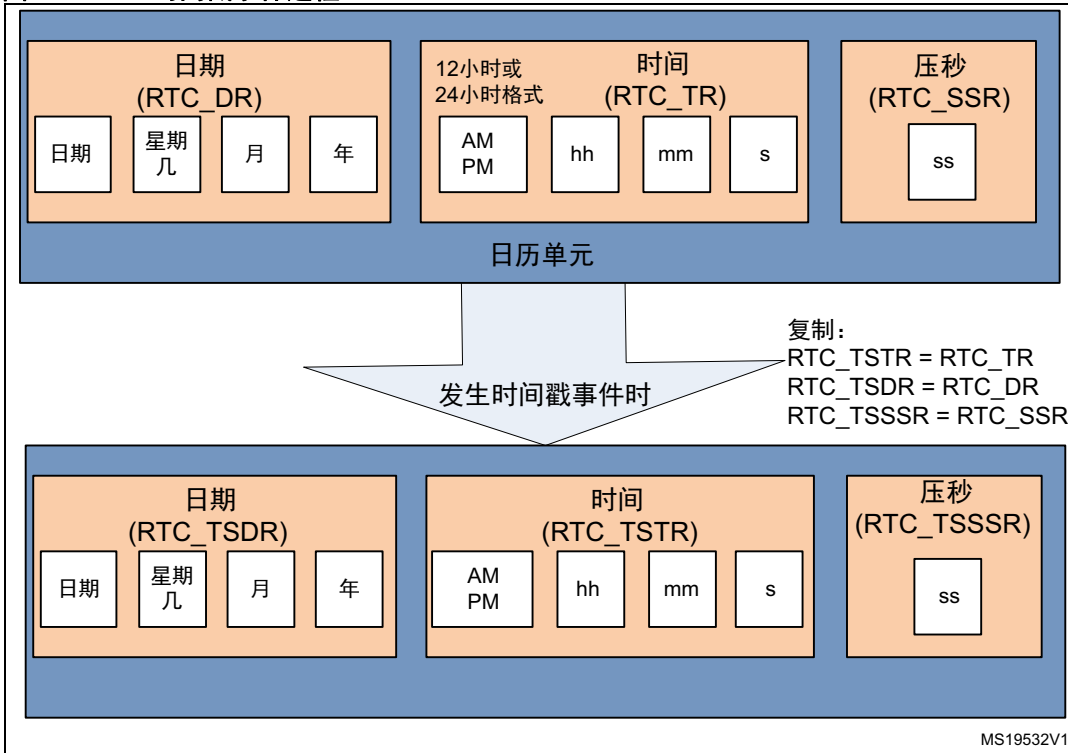 日期
(RTC_DR)
日期
星期
几
月
年
12小时或
24小时格式
时间
(RTC_TR)
AM
PM
hh
mm
s
压秒
(RTC_SSR)
ss
日历单元
发生时间戳事件时
复制：
RTC_TSTR = RTC_TR
RTC_TSDR = RTC_DR
RTC_TSSSR = RTC_SSR
日期
(RTC_TSDR)
日期
星期
几
月
年
时间
(RTC_TSTR)
AM
PM
hh
mm
s
压秒
(RTC_TSSSR)
ss
MS19532V1